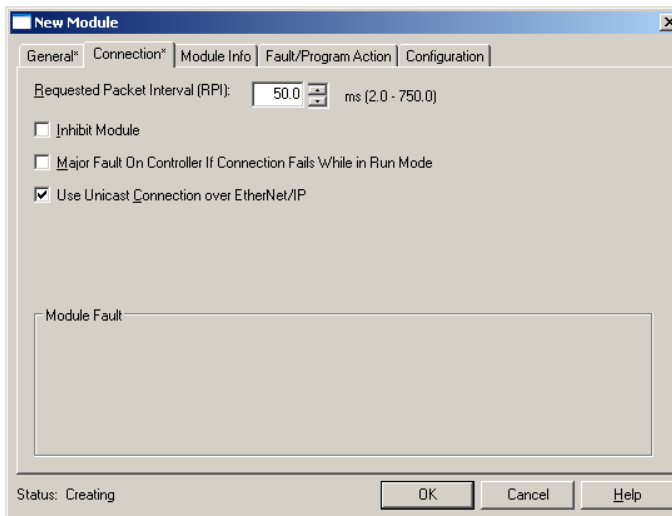 New Module
General* Connection* Module Info Fault/Program Action Configuration
Requested Packet Interval (RPI): 50.0 ms (2.0 - 750.0)
Inhibit Module
Major Fault On Controller If Connection Fails While in Run Mode
Use Unicast Connection over EtherNet/IP
Module Fault
Status: Creating OK Cancel Help